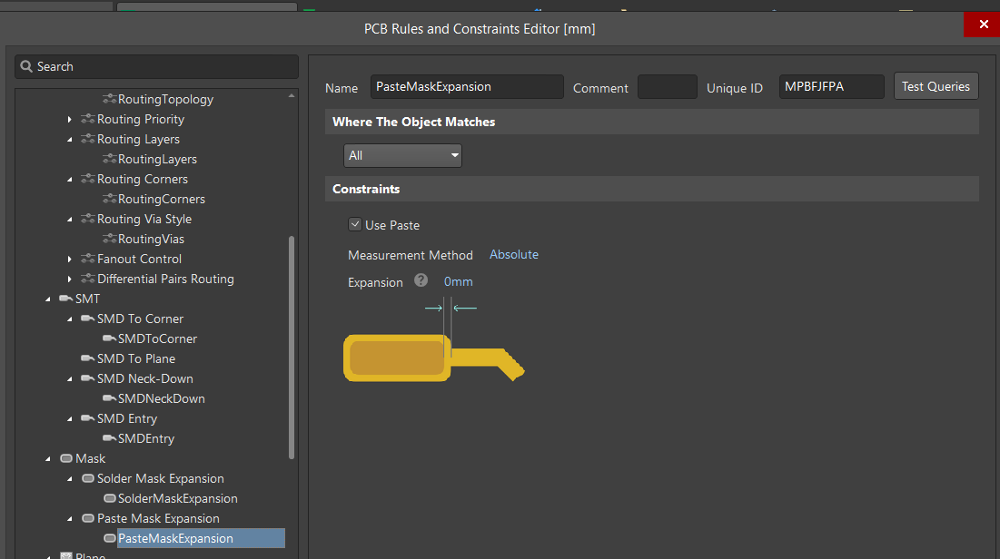 PCB Rules and Constraints Editor [mm]
Search
RoutingTopology
Routing Priority
Routing Layers
RoutingLayers
Routing Corners
RoutingCorners
Routing Via Style
RoutingVias
Fanout Control
Differential Pairs Routing
SMT
SMD To Corner
SMDToCorner
SMD To Plane
SMD Neck-Down
SMDNeckDown
SMD Entry
SMDEntry
Mask
Solder Mask Expansion
SolderMaskExpansion
Paste Mask Expansion
PasteMaskExpansion
Plane
Name PasteMaskExpansion Comment Unique ID MPBFJFPA Test Queries
Where The Object Matches
All
Constraints
Use Paste
Measurement Method Absolute
Expansion ? 0mm